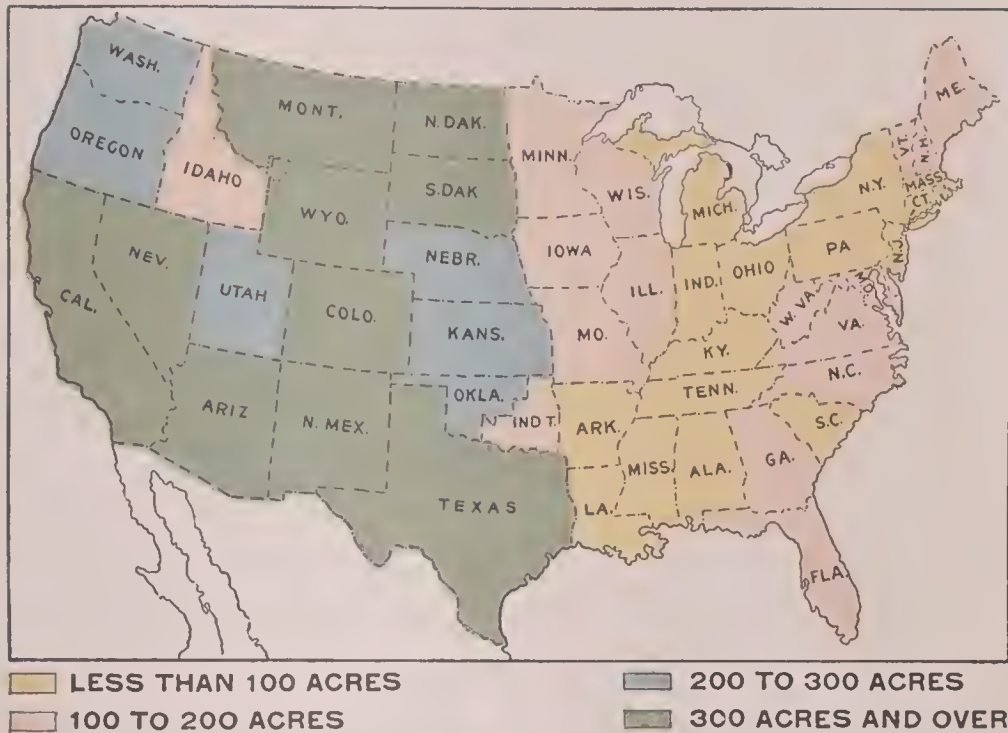 WASH.
OREGON
IDAHO
MONT.
N.DAK.
S.DAK
WYO.
NEBR.
NEV.
UTAH
COLO.
KANS.
CAL.
ARIZ
N.MEX.
OKLA.
IND T.
TEXAS
MINN.
WIS.
IOWA
ILL.
MO.
MICH.
IND.
OHIO
KY.
TENN.
ARK.
MISS.
ALA.
LA.
GA.
FLA.
S.C.
N.C.
VA.
W.VA.
MD.
PA
N.J.
N.Y.
CT.
MASS.
VT.
N.H.
ME.
LESS THAN 100 ACRES
100 TO 200 ACRES
200 TO 300 ACRES
300 ACRES AND OVER